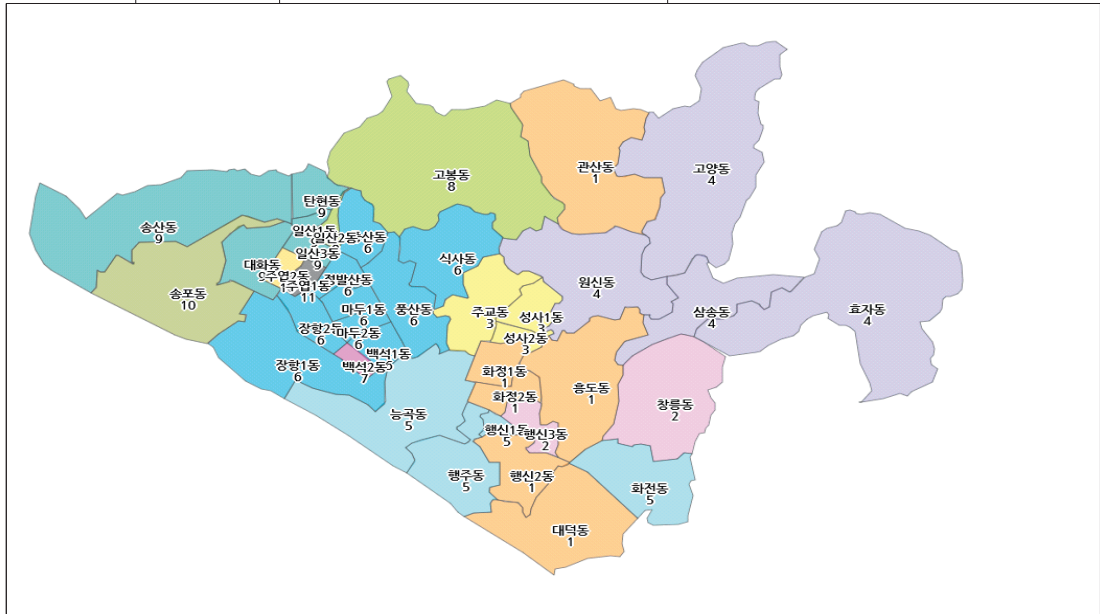 고양동
4
관산동
1
고봉동
8
탄현동
9
송산동
9
일산1동
일산2동
산동
6
식사동
6
일산3동
9
대화동
9
주엽2동
1
주엽1동
11
정발산동
6
원신동
4
송포동
10
마두1동
6
풍산동
6
주교동
3
성사1동
3
삼송동
4
효자동
4
장항2동
6
마두2동
6
성사2동
3
백석1동
6
백석2동
7
장항1동
6
화정1동
1
흥도동
1
화정2동
1
창릉동
2
능곡동
5
행신1동
5
행신3동
2
행주동
5
행신2동
1
화전동
5
대덕동
1